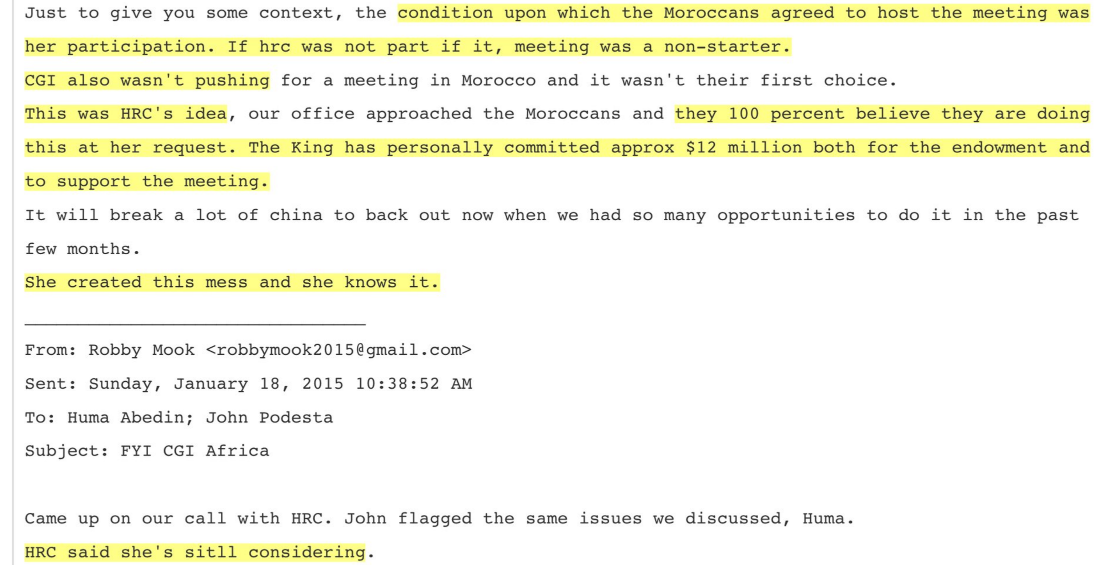 Just to give you some context, the condition upon which the Moroccans agreed to host the meeting was
her participation. If hrc was not part if it, meeting was a non-starter.
CGI also wasn't pushing for a meeting in Morocco and it wasn't their first choice.
This was HRC's idea, our office approached the Moroccans and they 100 percent believe they are doing
this at her request. The King has personally committed approx $12 million both for the endowment and
to support the meeting.
It will break a lot of china to back out now when we had so many opportunities to do it in the past
few months.
She created this mess and she knows it.
________________________________
From: Robby Mook <robbymook2015@gmail.com>
Sent: Sunday, January 18, 2015 10:38:52 AM
To: Huma Abedin; John Podesta
Subject: FYI CGI Africa
Came up on our call with HRC. John flagged the same issues we discussed, Huma.
HRC said she's sitll considering.